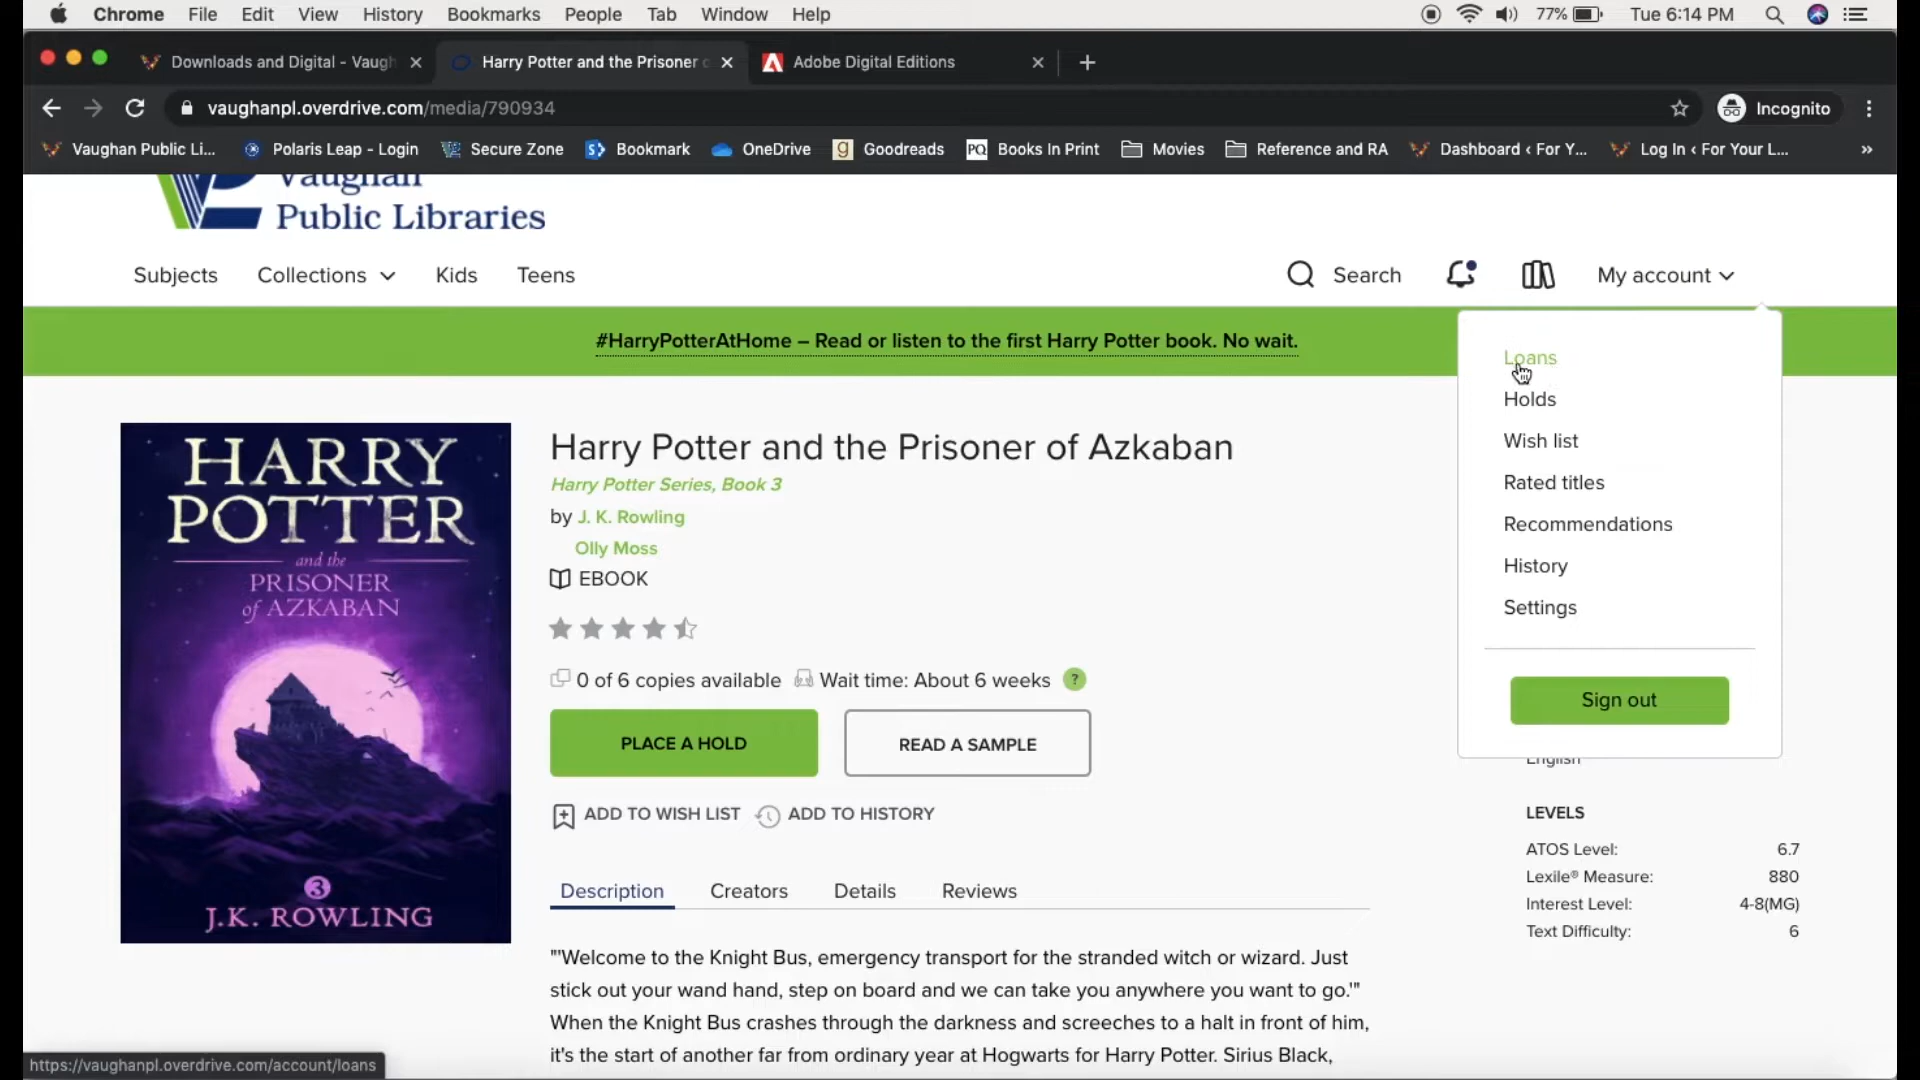 Chrome File Edit View History Bookmarks People Tab Window Help 77% Tue 6:14 PM
Downloads and Digital - Vaugh
Harry Potter and the Prisoner o
Adobe Digital Editions
vaughanpl.overdrive.com/media/790934
Incognito
Vaughan Public Li... Polaris Leap - Login Secure Zone Bookmark OneDrive Goodreads Books In Print Movies Reference and RA Dashboard ‹ For Y... Log In ‹ For Your L... »
Vaughan
Public Libraries
Subjects Collections Kids Teens Search My account
#HarryPotterAtHome – Read or listen to the first Harry Potter book. No wait.
Loans
Holds
Wish list
Rated titles
Recommendations
History
Settings
Sign out
HARRY
POTTER
and the
PRISONER
of AZKABAN
3
J.K. ROWLING
Harry Potter and the Prisoner of Azkaban
Harry Potter Series, Book 3
by J. K. Rowling
Olly Moss
EBOOK
0 of 6 copies available Wait time: About 6 weeks ?
PLACE A HOLD READ A SAMPLE
ADD TO WISH LIST ADD TO HISTORY
Description Creators Details Reviews
"'Welcome to the Knight Bus, emergency transport for the stranded witch or wizard. Just
stick out your wand hand, step on board and we can take you anywhere you want to go.'"
When the Knight Bus crashes through the darkness and screeches to a halt in front of him,
it's the start of another far from ordinary year at Hogwarts for Harry Potter. Sirius Black,
English
LEVELS
ATOS Level: 6.7
Lexile® Measure: 880
Interest Level: 4-8(MG)
Text Difficulty: 6
https://vaughanpl.overdrive.com/account/loans